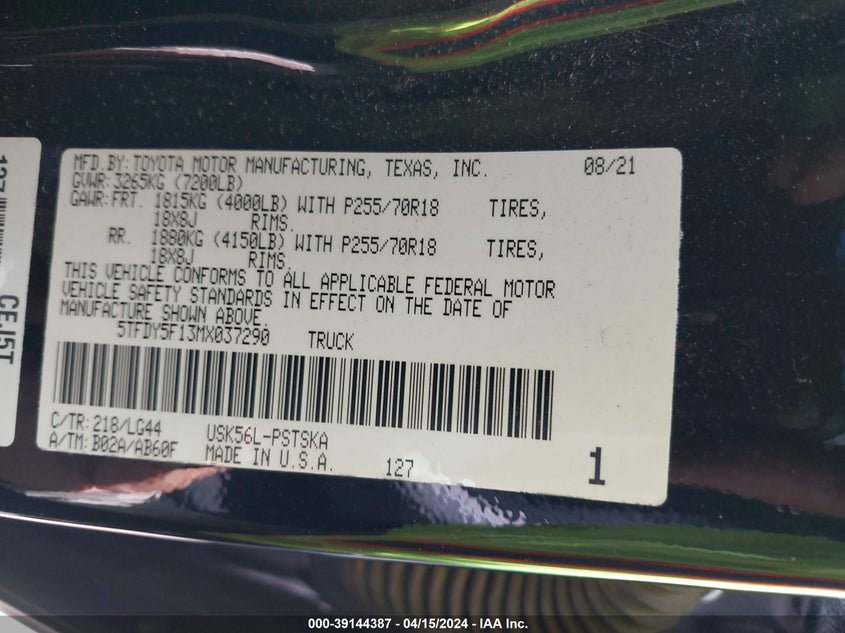 MFD.BY:TOYOTA MOTOR MANUFACTURING, TEXAS, INC. 08/21
GVWR:3265KG (7200LB)
GAWR:FRT. 1815KG (4000LB) WITH P255/70R18 TIRES,
18X8J RIMS.
RR. 1880KG (4150LB) WITH P255/70R18 TIRES,
18X8J RIMS.
THIS VEHICLE CONFORMS TO ALL APPLICABLE FEDERAL MOTOR
VEHICLE SAFETY STANDARDS IN EFFECT ON THE DATE OF
MANUFACTURE SHOWN ABOVE.
5TFDY5F13MX037290 TRUCK
C/TR:218/LG44 USK56L-PSTSKA
A/TM:B02A/AB60F MADE IN U.S.A. 127 1
127
CEJ5T
000-39144387 - 04/15/2024 - IAA Inc.